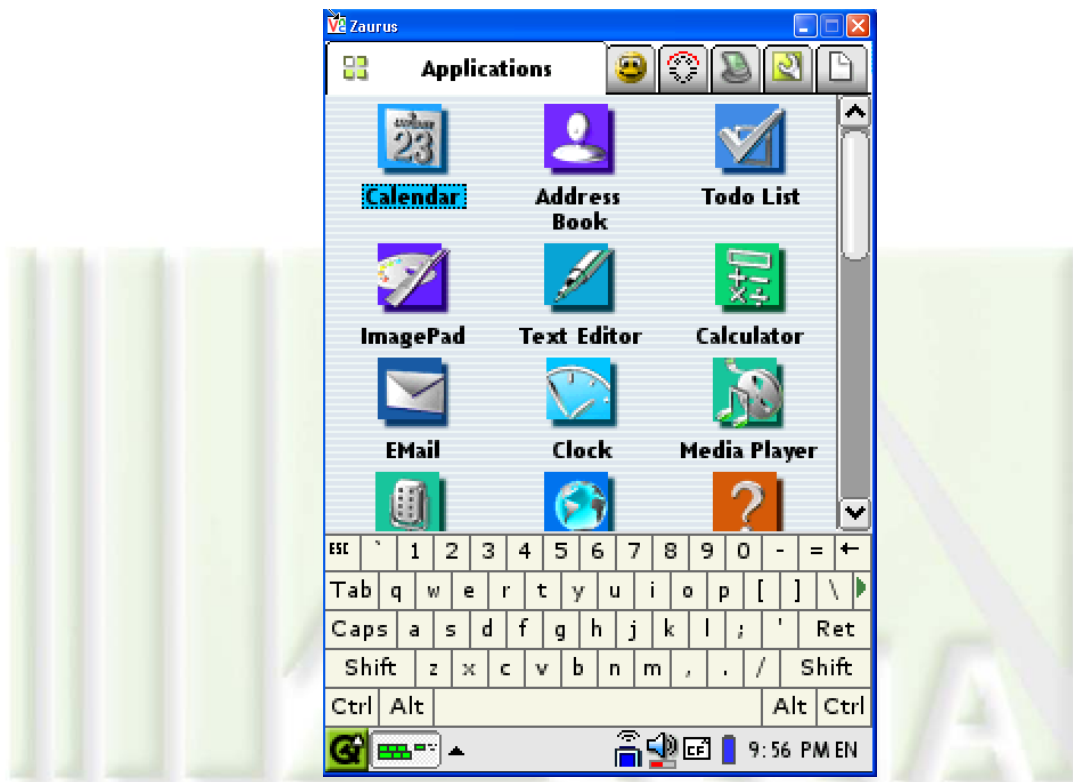 Zaurus
Applications
23
Calendar
Address
Book
Todo List
ImagePad
Text Editor
Calculator
EMail
Clock
Media Player
ESC ` 1 2 3 4 5 6 7 8 9 0 - = ←
Tab q w e r t y u i o p [ ] \
Caps a s d f g h j k l ; ' Ret
Shift z x c v b n m , . / Shift
Ctrl Alt Alt Ctrl
CF 9:56 PM EN